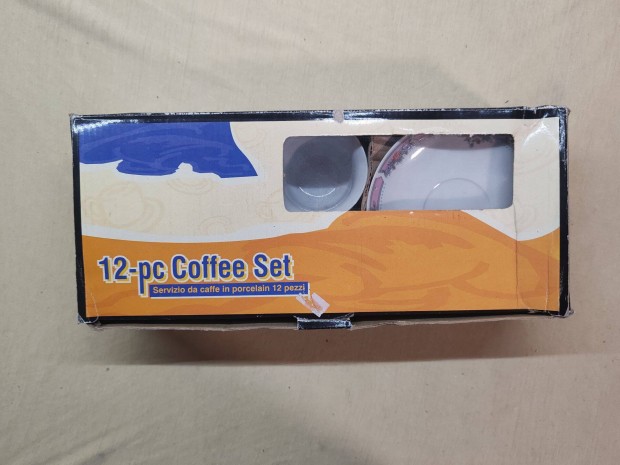 12-pc Coffee Set
Servizio da caffe in porcelain 12 pezzi